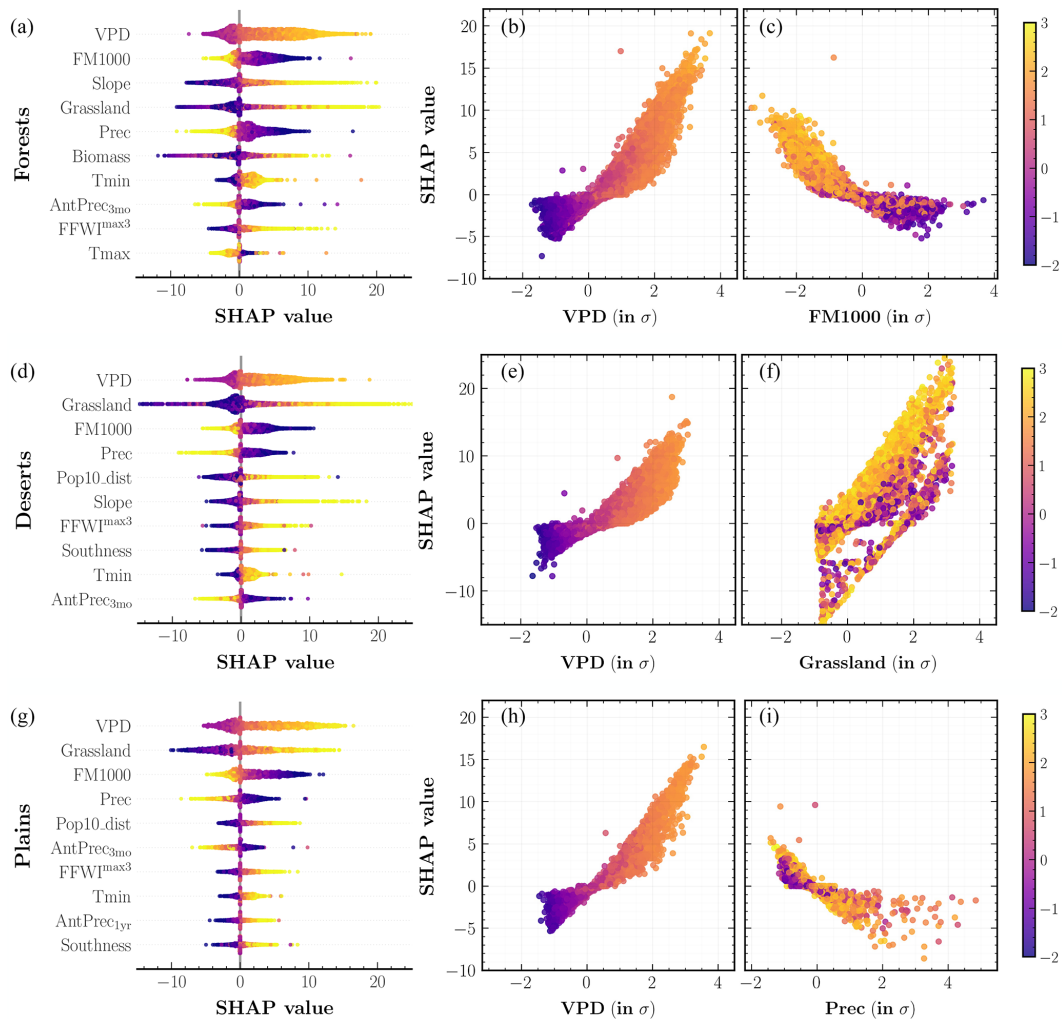 (a)
Forests
VPD
FM1000
Slope
Grassland
Prec
Biomass
Tmin
AntPrec3mo
FFWI^max3
Tmax
−10 0 10 20
SHAP value
(b)
SHAP value
20
15
10
5
0
−5
−10
−2 0 2 4
VPD (in σ)
(c)
−2 0 2 4
FM1000 (in σ)
3
2
1
0
−1
−2
(d)
Deserts
VPD
Grassland
FM1000
Prec
Pop10_dist
Slope
FFWI^max3
Southness
Tmin
AntPrec3mo
−10 0 10 20
SHAP value
(e)
SHAP value
20
10
0
−10
−2 0 2 4
VPD (in σ)
(f)
0 2 4
Grassland (in σ)
3
2
1
0
−1
−2
(g)
Plains
VPD
Grassland
FM1000
Prec
Pop10_dist
AntPrec3mo
FFWI^max3
Tmin
AntPrec1yr
Southness
−10 0 10 20
SHAP value
(h)
SHAP value
20
15
10
5
0
−5
−10
−2 0 2 4
VPD (in σ)
(i)
−2 0 2 4
Prec (in σ)
3
2
1
0
−1
−2